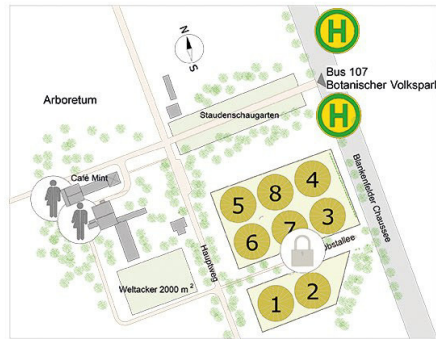 H
N
S
Bus 107
Botanischer Volkspark
Arboretum
Staudenschaugarten
H
Café Mint
Blankenfelder Chaussee
5
8
4
6
7
3
Hauptweg
Obstallee
Weltacker 2000 m²
1
2